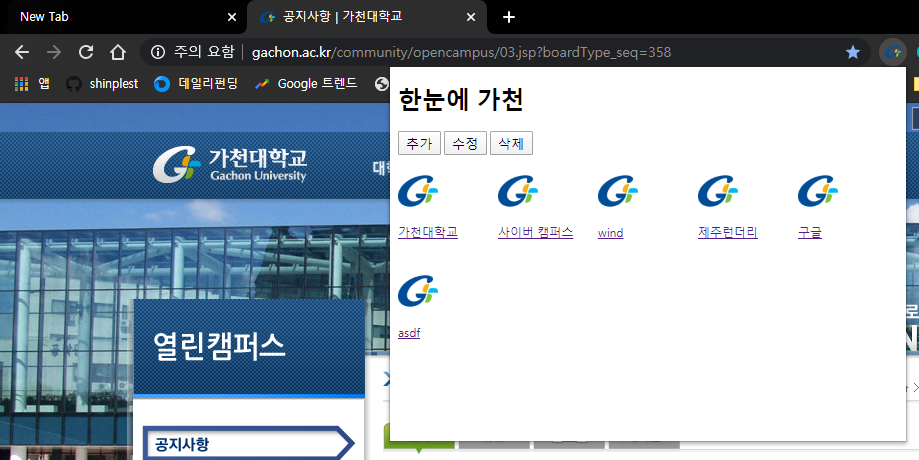 New Tab
공지사항 | 가천대학교
주의 요함 | gachon.ac.kr/community/opencampus/03.jsp?boardType_seq=358
앱 shinplest 데일리펀딩 Google 트렌드
한눈에 가천
추가 수정 삭제
가천대학교
Gachon University
가천대학교 사이버 캠퍼스 wind 제주런더리 구글
asdf
열린캠퍼스
공지사항